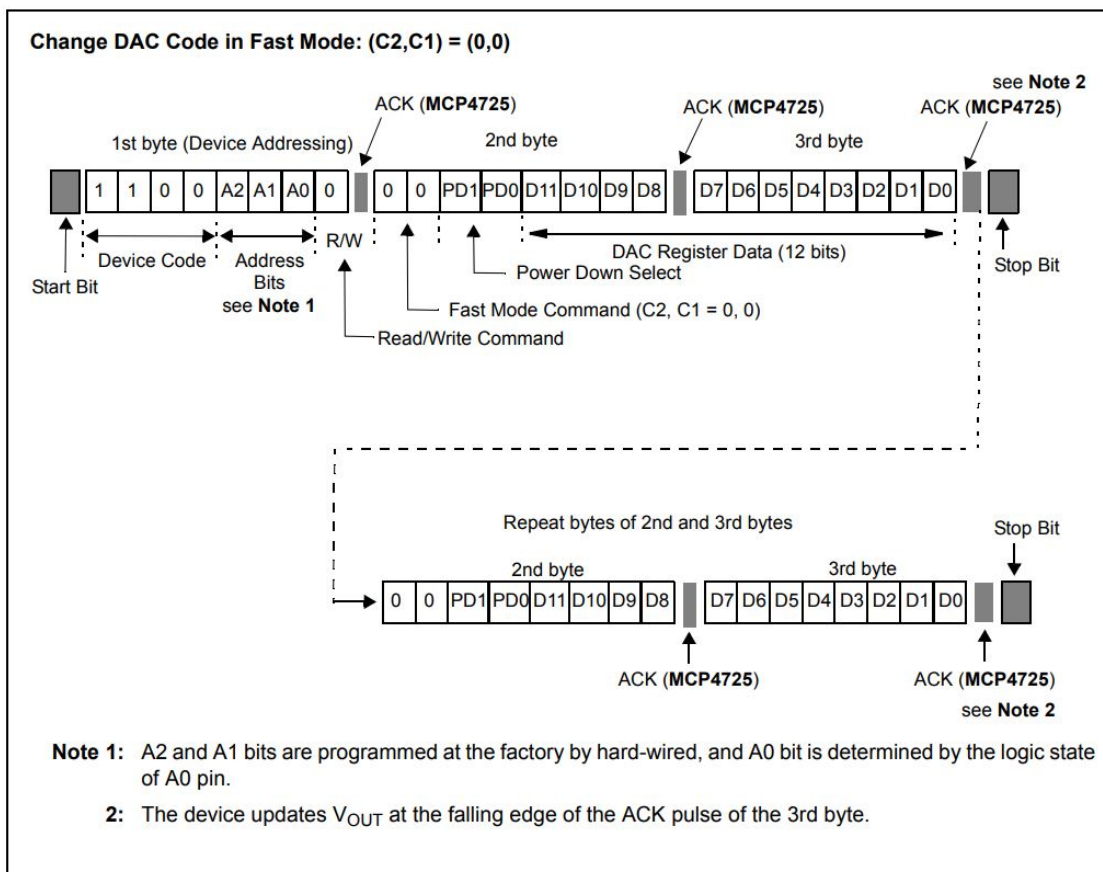 Change DAC Code in Fast Mode: (C2,C1) = (0,0)
see Note 2
ACK (MCP4725) ACK (MCP4725) ACK (MCP4725)
1st byte (Device Addressing) 2nd byte 3rd byte
1 1 0 0 A2 A1 A0 0 0 0 PD1 PD0 D11 D10 D9 D8 D7 D6 D5 D4 D3 D2 D1 D0
R/W DAC Register Data (12 bits)
Device Code Address
Bits
see Note 1
Start Bit
Power Down Select
Stop Bit
Fast Mode Command (C2, C1 = 0, 0)
Read/Write Command
Repeat bytes of 2nd and 3rd bytes
Stop Bit
2nd byte 3rd byte
0 0 PD1 PD0 D11 D10 D9 D8 D7 D6 D5 D4 D3 D2 D1 D0
ACK (MCP4725) ACK (MCP4725)
see Note 2
Note 1: A2 and A1 bits are programmed at the factory by hard-wired, and A0 bit is determined by the logic state
of A0 pin.
2: The device updates VOUT at the falling edge of the ACK pulse of the 3rd byte.